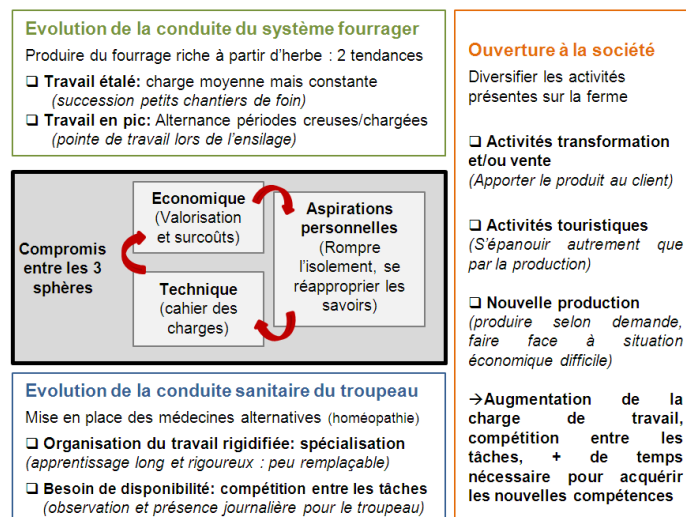 Evolution de la conduite du système fourrager
Produire du fourrage riche à partir d'herbe : 2 tendances
❑ Travail étalé: charge moyenne mais constante
(succession petits chantiers de foin)
❑ Travail en pic: Alternance périodes creuses/chargées
(pointe de travail lors de l'ensilage)
Compromis
entre les 3
sphères
Economique
(Valorisation
et surcoûts)
Aspirations
personnelles
(Rompre
l'isolement, se
réapproprier les
savoirs)
Technique
(cahier des
charges)
Evolution de la conduite sanitaire du troupeau
Mise en place des médecines alternatives (homéopathie)
❑ Organisation du travail rigidifiée: spécialisation
(apprentissage long et rigoureux : peu remplaçable)
❑ Besoin de disponibilité: compétition entre les tâches
(observation et présence journalière pour le troupeau)
Ouverture à la société
Diversifier les activités
présentes sur la ferme
❑ Activités transformation
et/ou vente
(Apporter le produit au client)
❑ Activités touristiques
(S'épanouir autrement que
par la production)
❑ Nouvelle production
(produire selon demande,
faire face à situation
économique difficile)
→Augmentation de la
charge de travail,
compétition entre les
tâches, + de temps
nécessaire pour acquérir
les nouvelles compétences